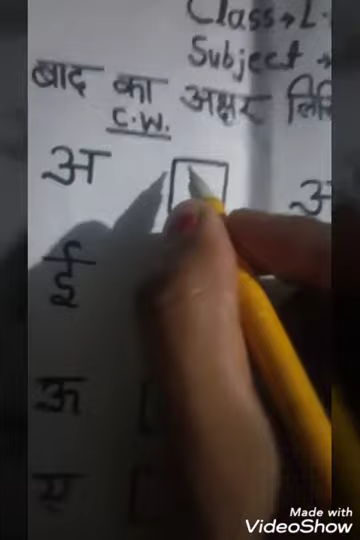 Class → L.
Subject →
बाद का अक्षर
C.W.
अ
ई
ऊ
ए
Made with
VideoShow